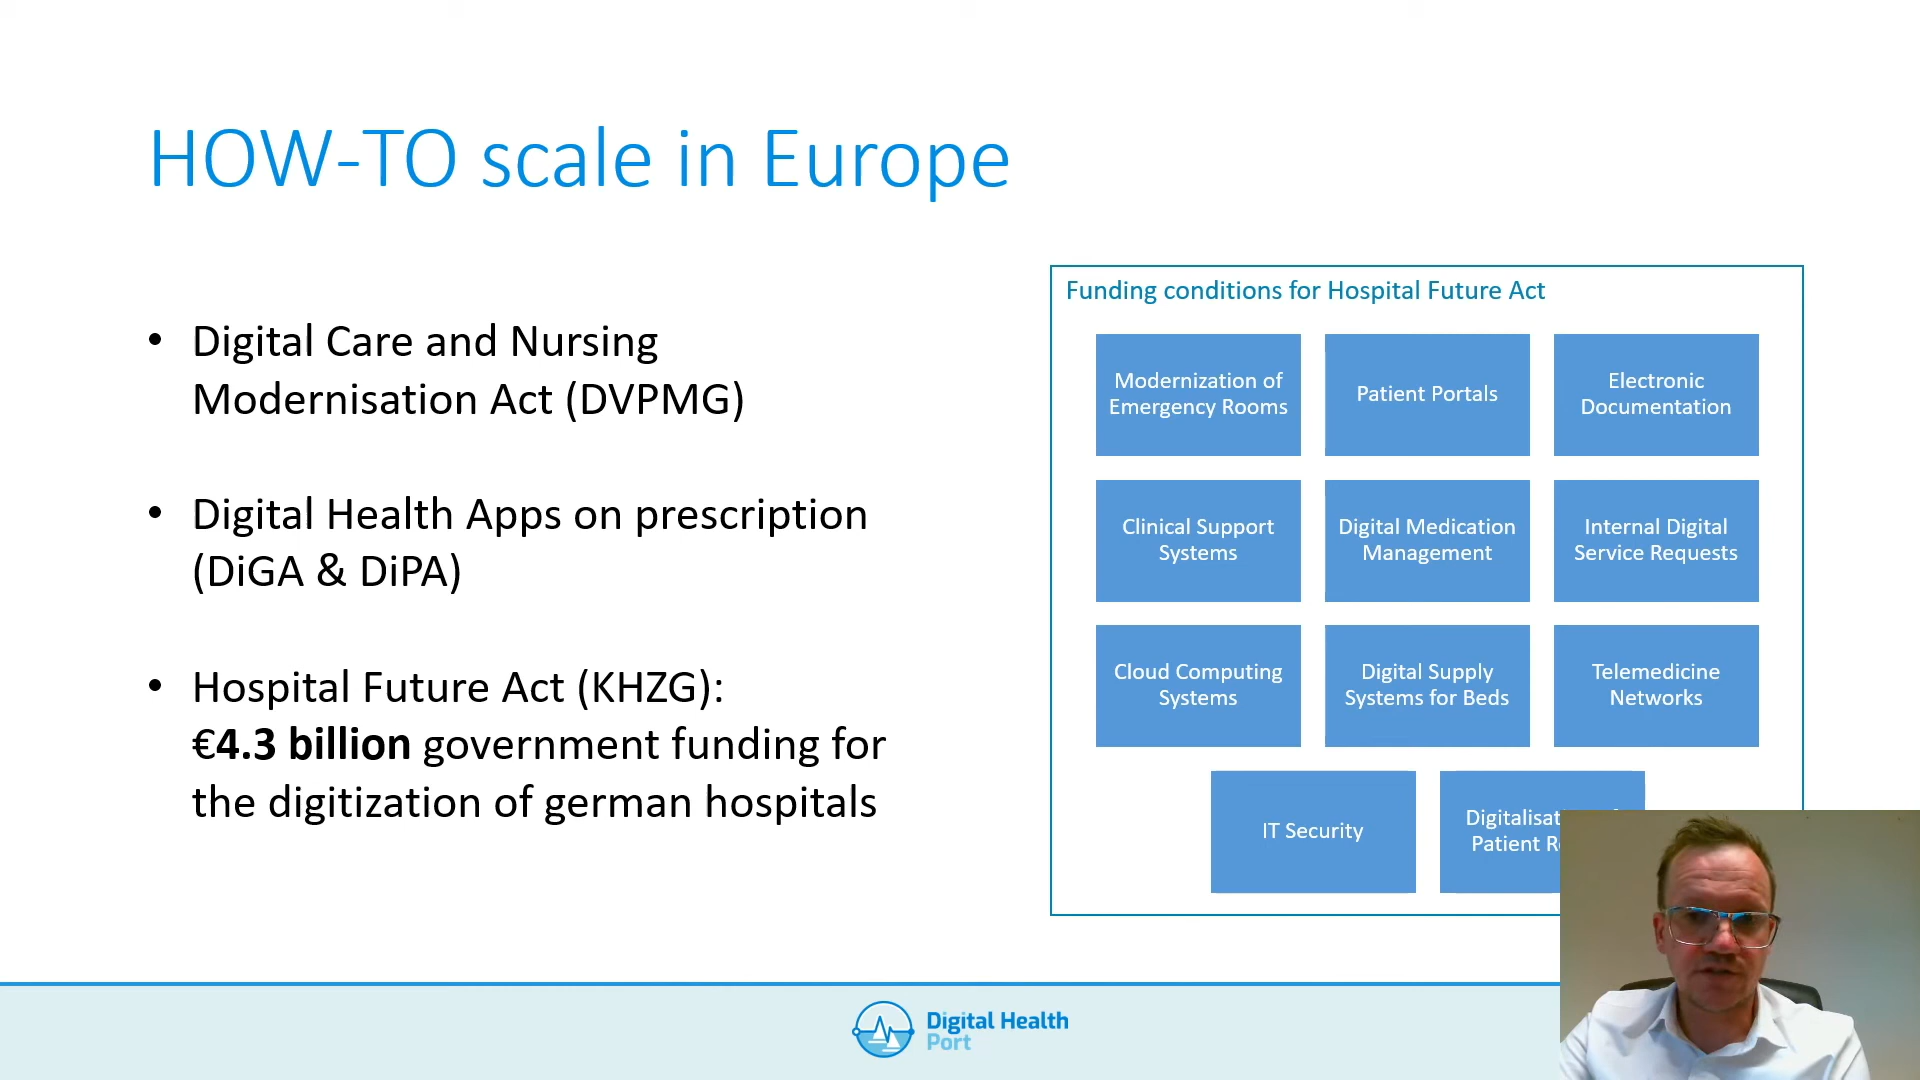 HOW-TO scale in Europe
• Digital Care and Nursing
Modernisation Act (DVPMG)
• Digital Health Apps on prescription
(DiGA & DiPA)
• Hospital Future Act (KHZG):
€4.3 billion government funding for
the digitization of german hospitals
Funding conditions for Hospital Future Act
Modernization of
Emergency Rooms
Patient Portals
Electronic
Documentation
Clinical Support
Systems
Digital Medication
Management
Internal Digital
Service Requests
Cloud Computing
Systems
Digital Supply
Systems for Beds
Telemedicine
Networks
IT Security
Patient
Digital Health
Port